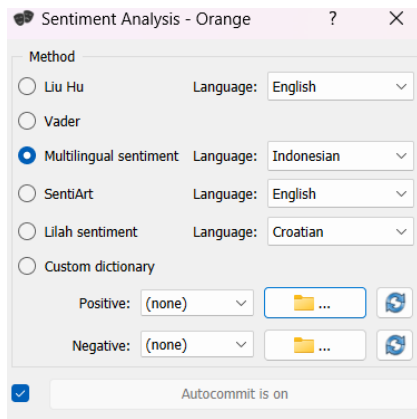 Sentiment Analysis - Orange ? ×
Method
Liu Hu Language: English
Vader
Multilingual sentiment Language: Indonesian
SentiArt Language: English
Lilah sentiment Language: Croatian
Custom dictionary
Positive: (none) ...
Negative: (none) ...
Autocommit is on